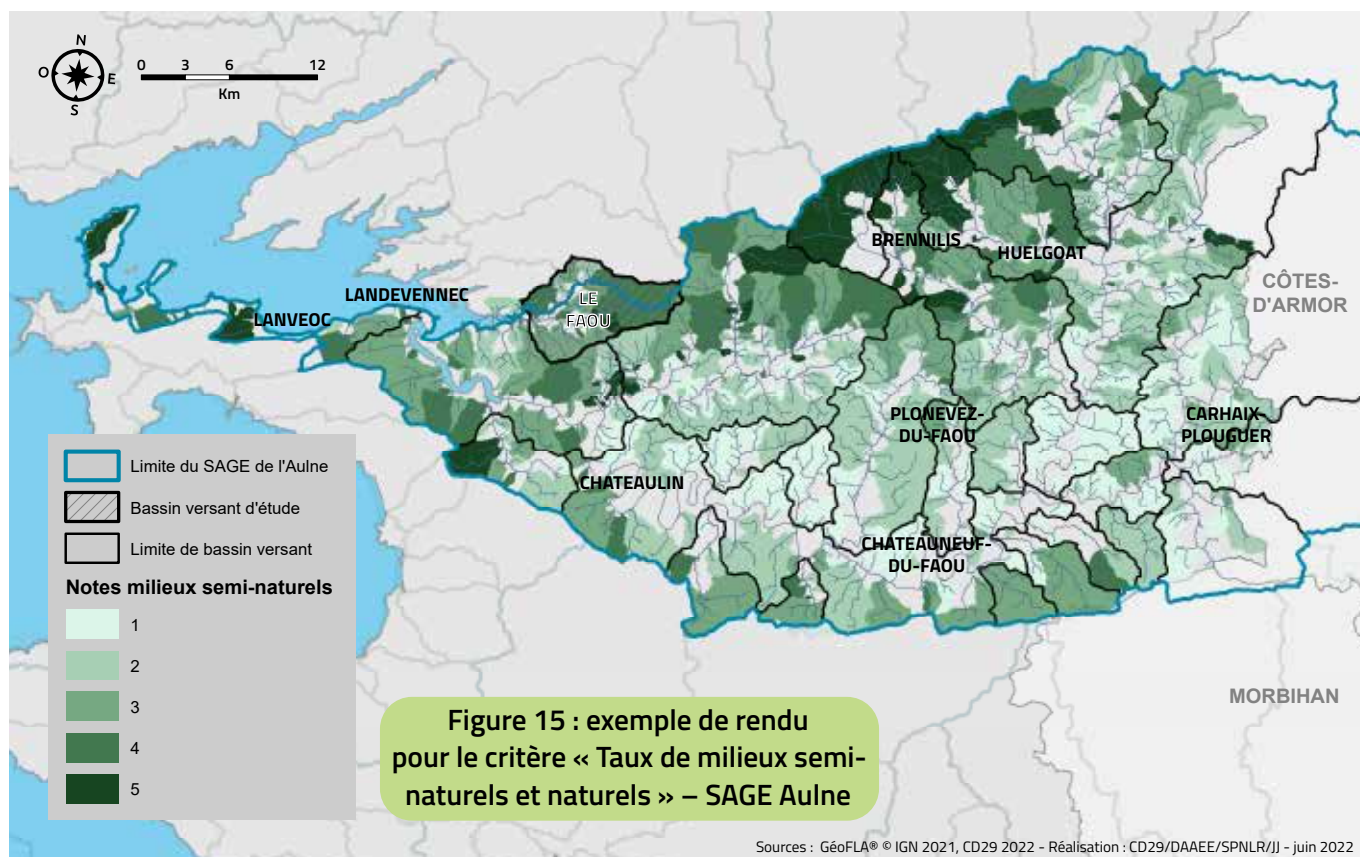 N
O
E
S
0 3 6 12
Km
BRENNILIS
HUELGOAT
CÔTES-
D'ARMOR
LANDEVENNEC
LE
FAOU
LANVEOC
PLONEVEZ-
DU-FAOU
CARHAIX-
PLOUGUER
CHATEAULIN
CHATEAUNEUF-
DU-FAOU
MORBIHAN
Limite du SAGE de l'Aulne
Bassin versant d'étude
Limite de bassin versant
Notes milieux semi-naturels
1
2
3
4
5
Figure 15 : exemple de rendu
pour le critère « Taux de milieux semi-
naturels et naturels » – SAGE Aulne
Sources : GéoFLA® © IGN 2021, CD29 2022 - Réalisation : CD29/DAAEE/SPNLR/JJ - juin 2022